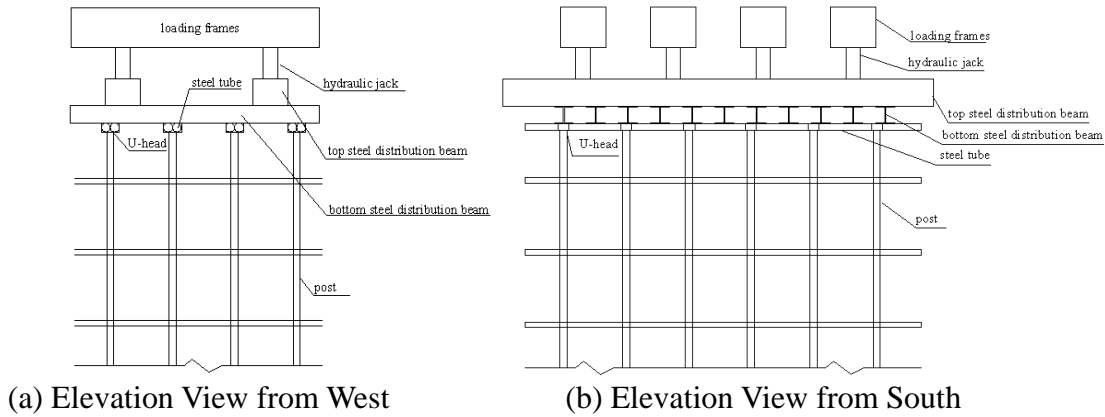 loading frames
steel tube
hydraulic jack
U-head
top steel distribution beam
bottom steel distribution beam
post
(a) Elevation View from West
loading frames
hydraulic jack
top steel distribution beam
bottom steel distribution beam
U-head
steel tube
post
(b) Elevation View from South